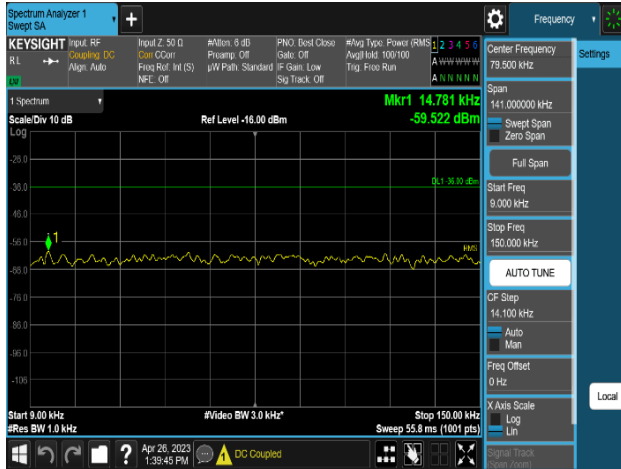 Spectrum Analyzer 1
Swept SA
+
Frequency
KEYSIGHT
R L
Input: RF
Coupling: DC
Align: Auto
Input Z: 50 Ω
Corr CCorr
Freq Ref: Int (S)
NFE: Off
#Atten: 6 dB
Preamp: Off
µW Path: Standard
PNO: Best Close
Gate: Off
IF Gain: Low
Sig Track: Off
#Avg Type: Power (RMS
Avg|Hold: 100/100
Trig: Free Run
1 2 3 4 5 6
A W W W W W
A N N N N N
1 Spectrum
Scale/Div 10 dB
Log
Ref Level -16.00 dBm
Mkr1 14.781 kHz
-59.522 dBm
-26.0
-36.0
DL1 -36.00 dBm
-46.0
-56.0
1
RMS
-66.0
-76.0
-86.0
-96.0
-106
Start 9.00 kHz
#Res BW 1.0 kHz
#Video BW 3.0 kHz*
Stop 150.00 kHz
Sweep 55.8 ms (1001 pts)
?
Apr 26, 2023
1:39:45 PM
DC Coupled
Center Frequency
79.500 kHz
Settings
Span
141.000000 kHz
Swept Span
Zero Span
Full Span
Start Freq
9.000 kHz
Stop Freq
150.000 kHz
AUTO TUNE
CF Step
14.100 kHz
Auto
Man
Freq Offset
0 Hz
Local
X Axis Scale
Log
Lin
Signal Track
(Span Zoom)